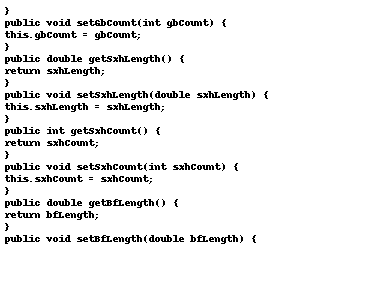 }
public void setGbCount(int gbCount) {
this.gbCount = gbCount;
}
public double getSxhLength() {
return sxhLength;
}
public void setSxhLength(double sxhLength) {
this.sxhLength = sxhLength;
}
public int getSxhCount() {
return sxhCount;
}
public void setSxhCount(int sxhCount) {
this.sxhCount = sxhCount;
}
public double getBfLength() {
return bfLength;
}
public void setBfLength(double bfLength) {